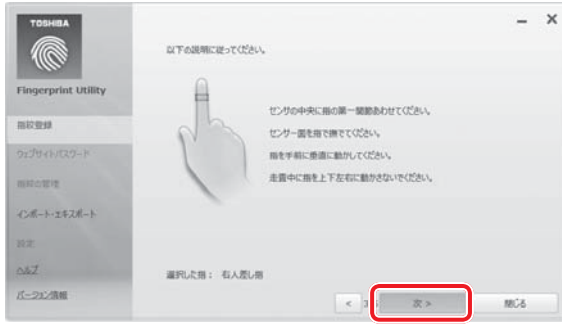 TOSHIBA
Fingerprint Utility
指紋登録
ウェブサイトパスワード
指紋の管理
インポート・エキスポート
設定
ヘルプ
バージョン情報
以下の説明に従ってください。
センサの中央に指の第一関節あわせてください。
センサー面を指で撫でてください。
指を手前に垂直に動かしてください。
走査中に指を上下左右に動かさないでください。
選択した指： 右人差し指
<
次 >
閉じる